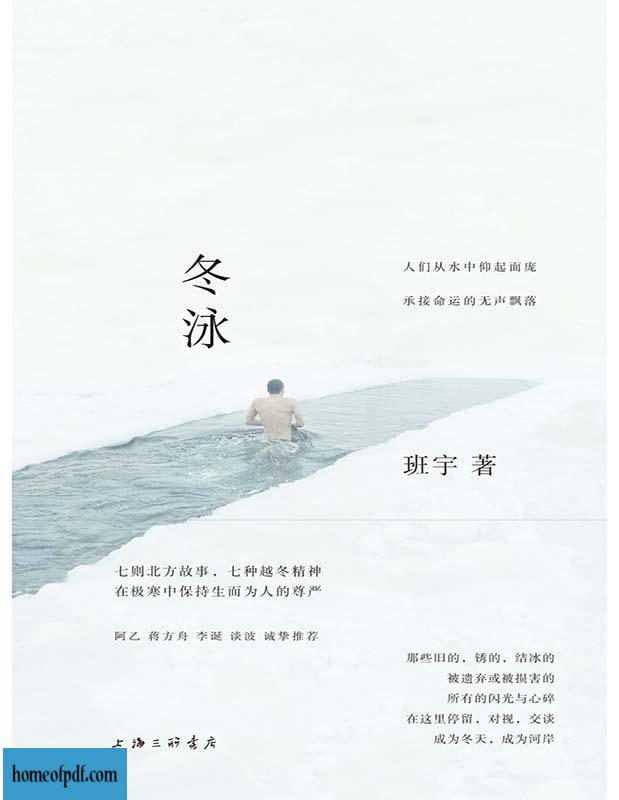 冬
泳
人们从水中仰起面庞
承接命运的无声飘落
班宇 著
七则北方故事，七种越冬精神
在极寒中保持生而为人的尊严
阿乙 蒋方舟 李诞 谈波 诚挚推荐
那些旧的，锈的，结冰的
被遗弃或被损害的
所有的闪光与心碎
在这里停留，对视，交谈
成为冬天，成为河岸
上海三联书店
homeofpdf.com